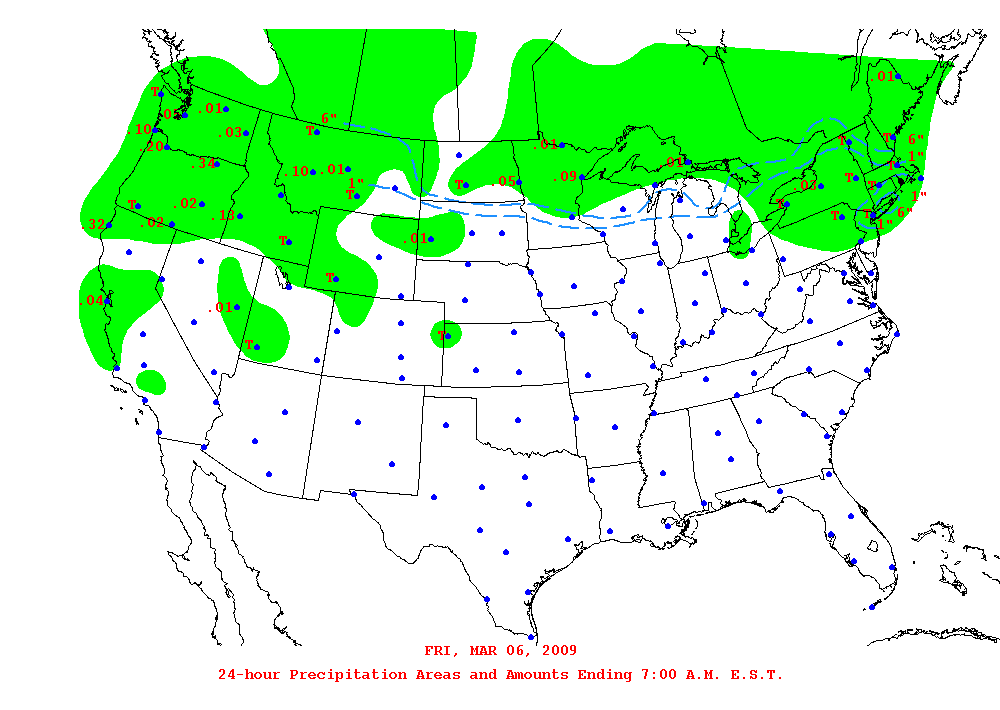 .01
T
.05
.01
6"
.10
.03
T
6"
.20
.01
T
T
1"
.34
.10
.01
1"
T
.05
.09
.01
.03
T
T
1"
T
.02
T
T
T
6"
.32
.02
.13
1"
T
.01
T
.04
.01
T
T
FRI, MAR 06, 2009
24-hour Precipitation Areas and Amounts Ending 7:00 A.M. E.S.T.